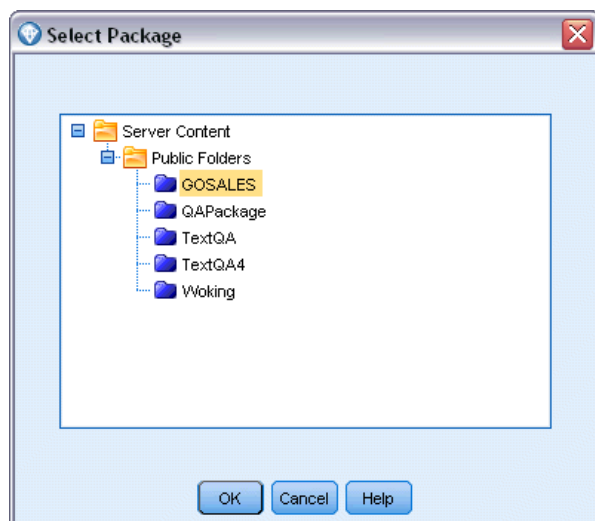 Select Package
Server Content
Public Folders
GOSALES
QAPackage
TextQA
TextQA4
Woking
OK Cancel Help